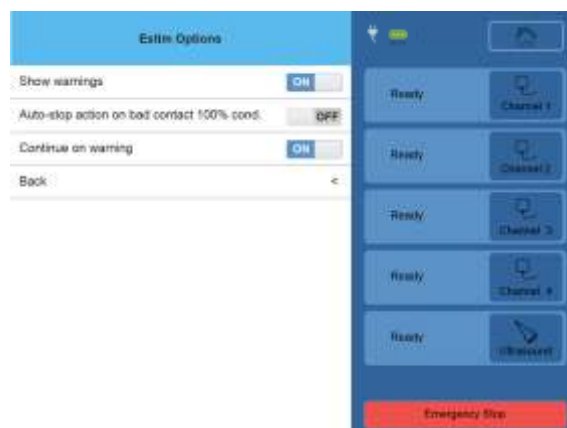 Estim Options
Show warnings ON
Auto-stop action on bad contact 100% cond. OFF
Continue on warning ON
Back <
Ready Channel 1
Ready Channel 2
Ready Channel 3
Ready Channel 4
Ready Ultrasound
Emergency Stop